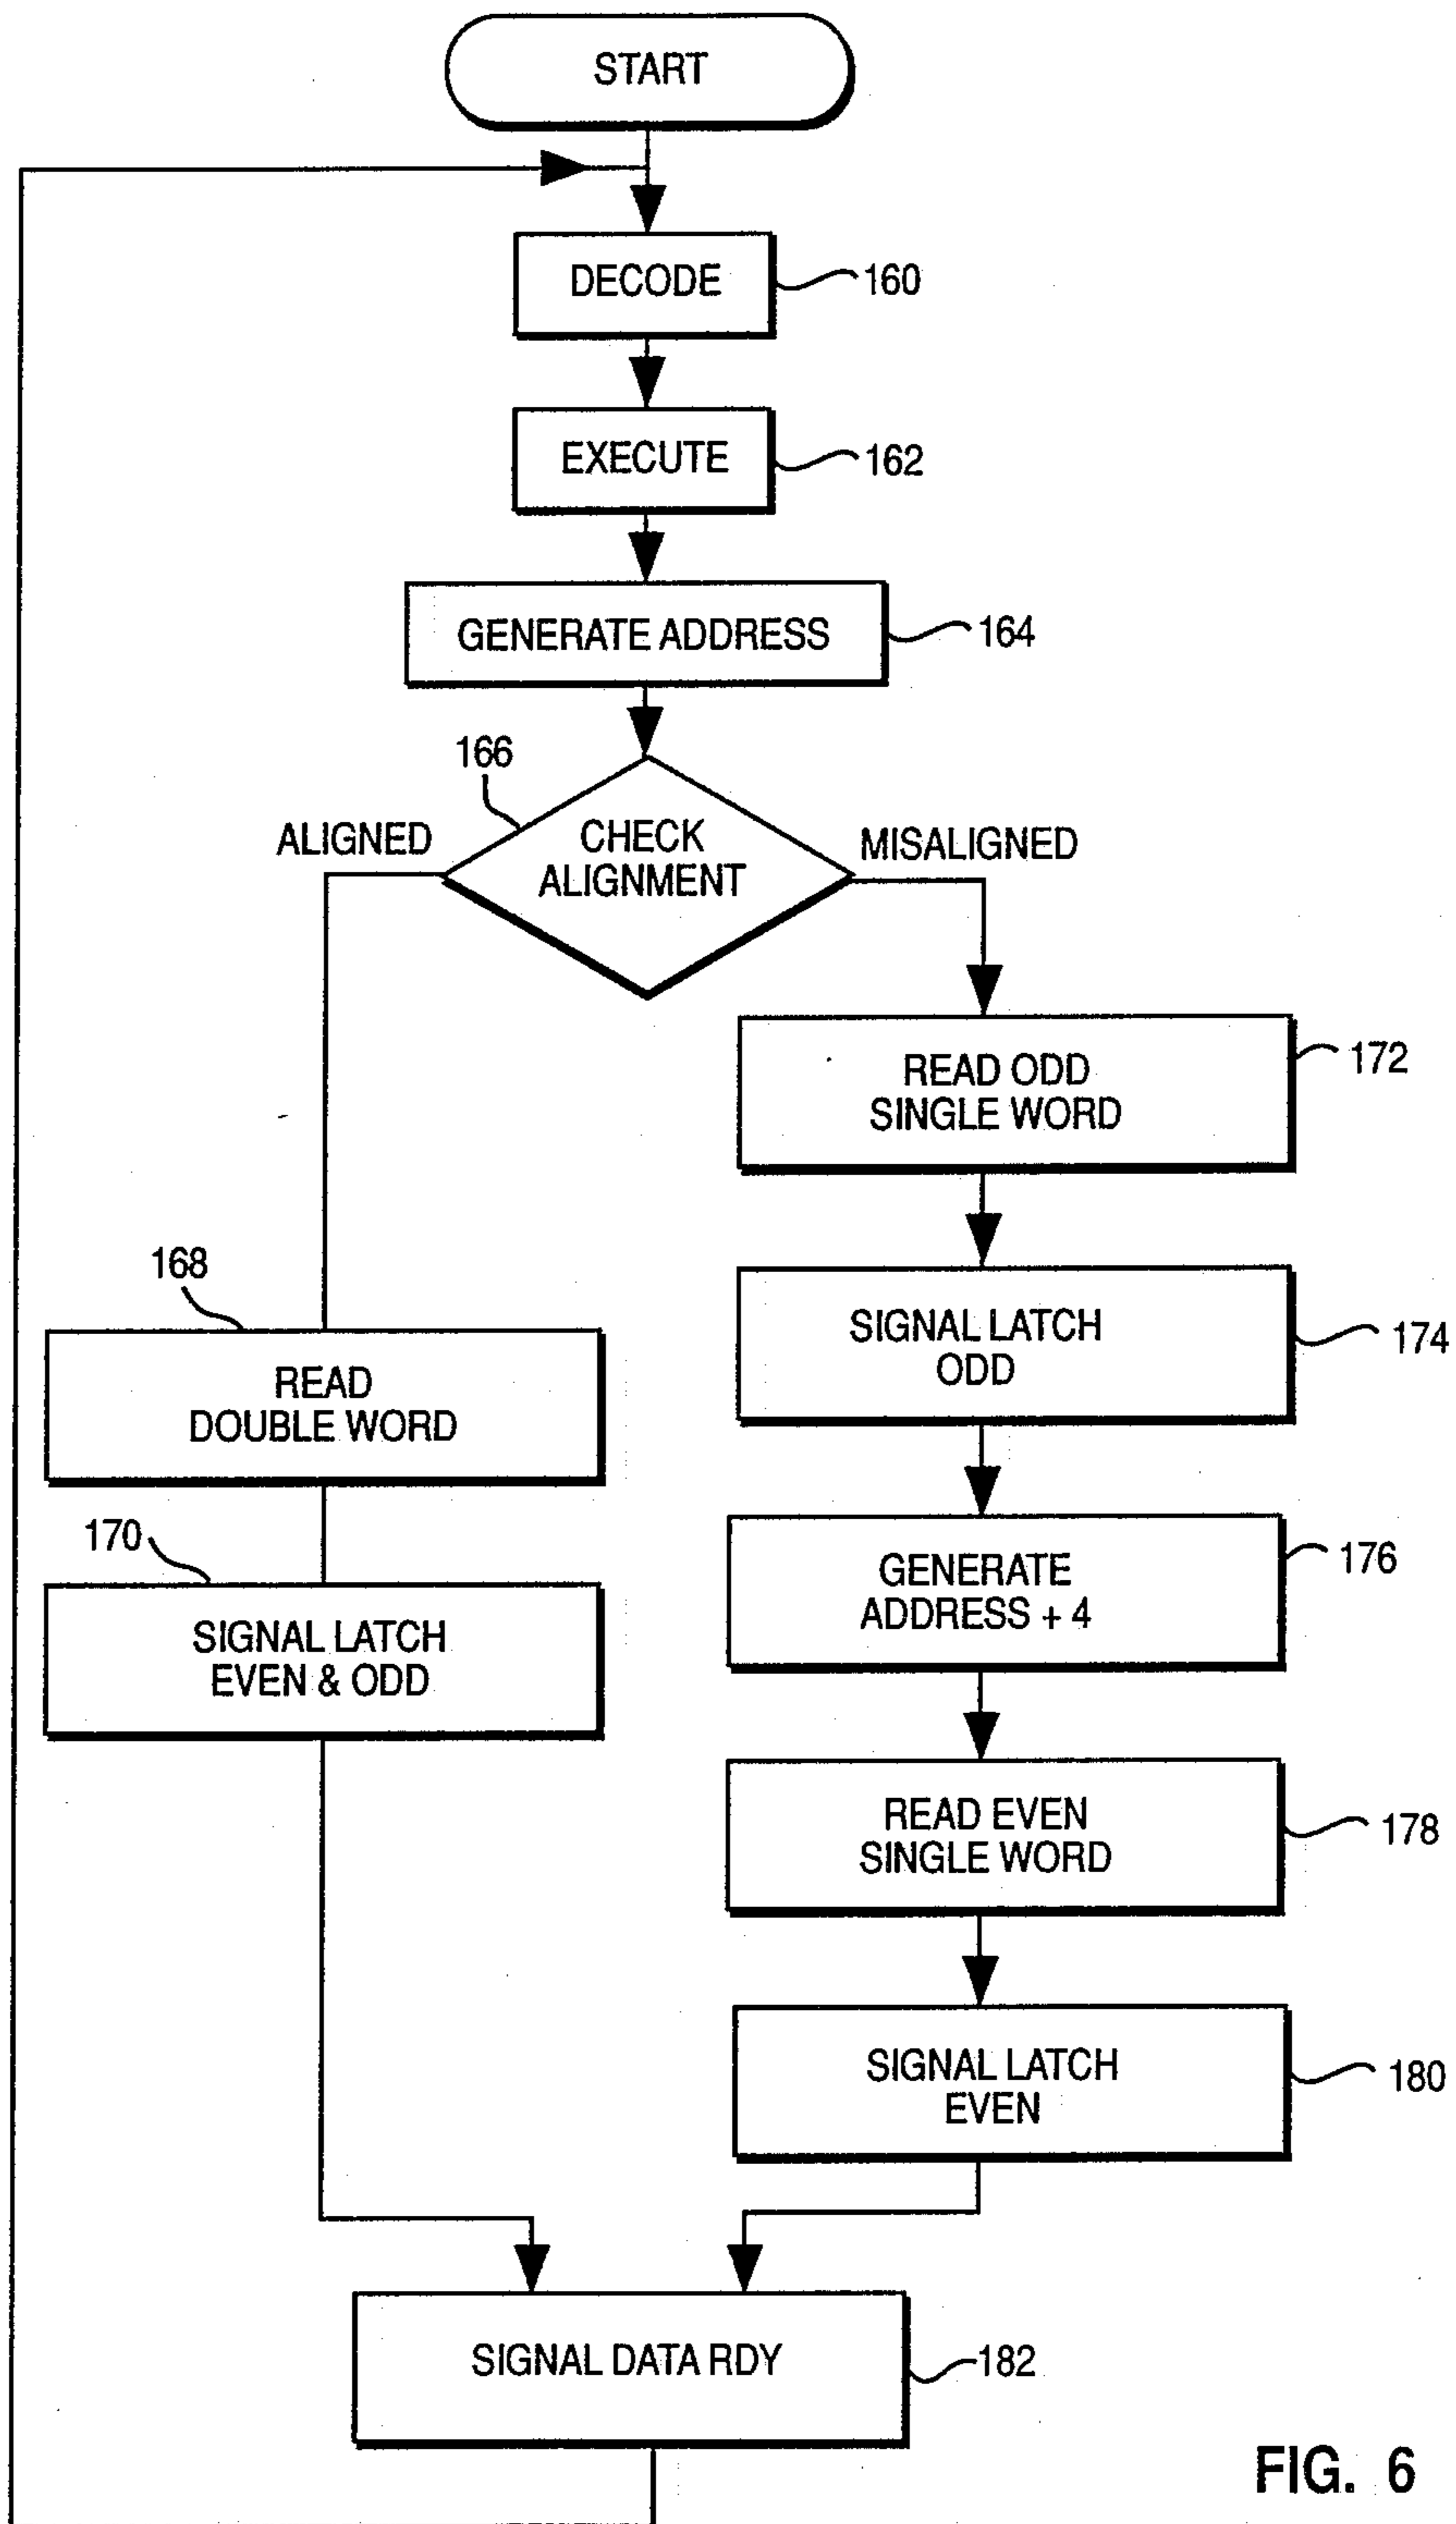 START
DECODE
160
EXECUTE
162
GENERATE ADDRESS
164
166
CHECK
ALIGNMENT
ALIGNED
MISALIGNED
READ ODD
SINGLE WORD
172
168
READ
DOUBLE WORD
SIGNAL LATCH
ODD
174
170
SIGNAL LATCH
EVEN & ODD
GENERATE
ADDRESS + 4
176
READ EVEN
SINGLE WORD
178
SIGNAL LATCH
EVEN
180
SIGNAL DATA RDY
182
FIG. 6